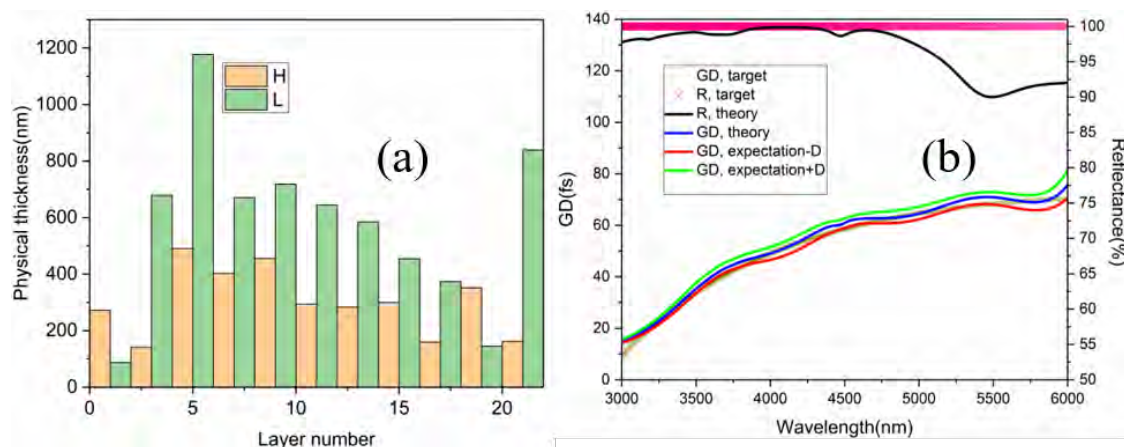 1200
1000
800
600
400
200
0
Physical thickness(nm)
H
L
(a)
0 5 10 15 20
Layer number
140
120
100
80
60
40
20
0
GD(fs)
GD, target
R, target
R, theory
GD, theory
GD, expectation-D
GD, expectation+D
(b)
100
95
90
85
80
75
70
65
60
55
50
Reflectance(%)
3000 3500 4000 4500 5000 5500 6000
Wavelength(nm)